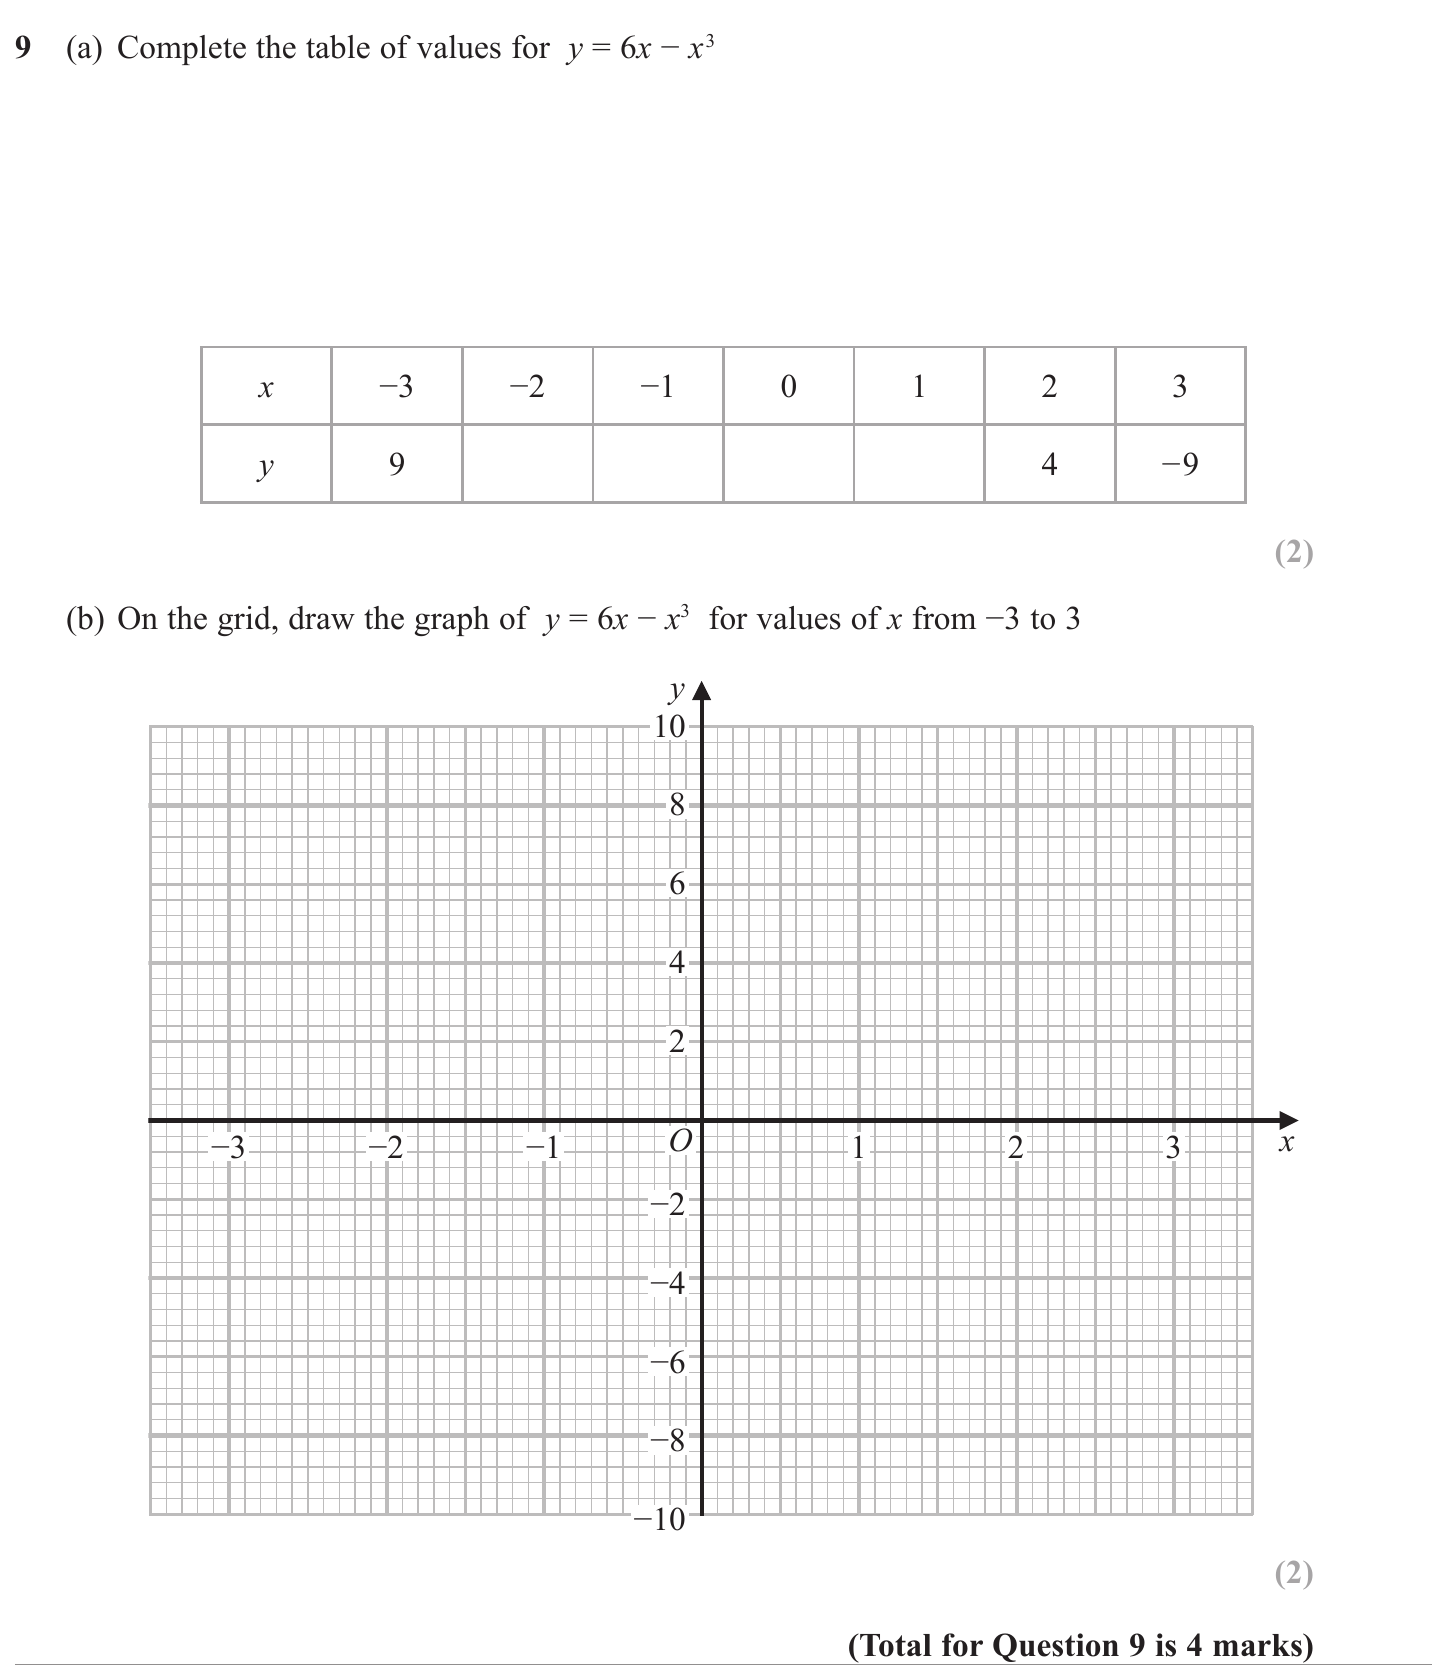 9 (a) Complete the table of values for y = 6x − x³
x −3 −2 −1 0 1 2 3
y 9 4 −9
(2)
(b) On the grid, draw the graph of y = 6x − x³ for values of x from −3 to 3
y
10
8
6
4
2
−3 −2 −1 O 1 2 3 x
−2
−4
−6
−8
−10
(2)
(Total for Question 9 is 4 marks)